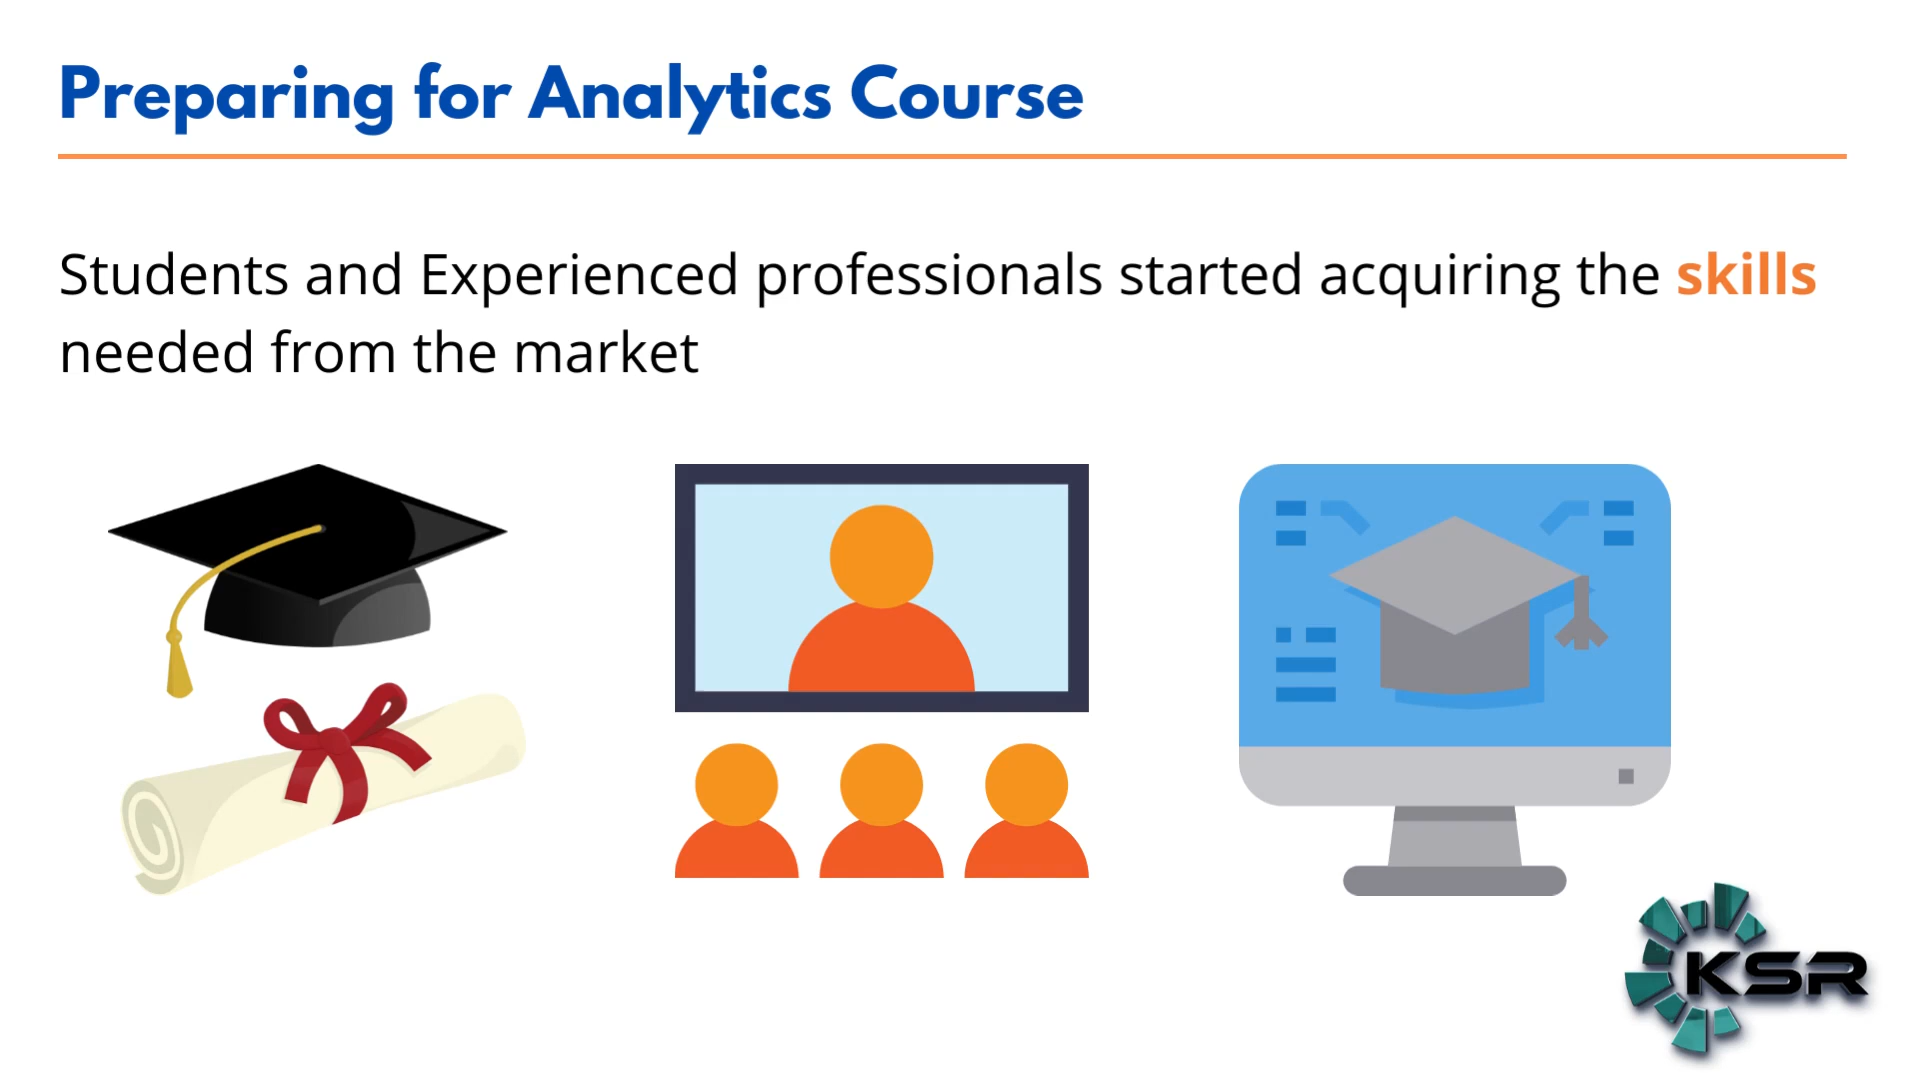 Preparing for Analytics Course
Students and Experienced professionals started acquiring the skills
needed from the market
KSR